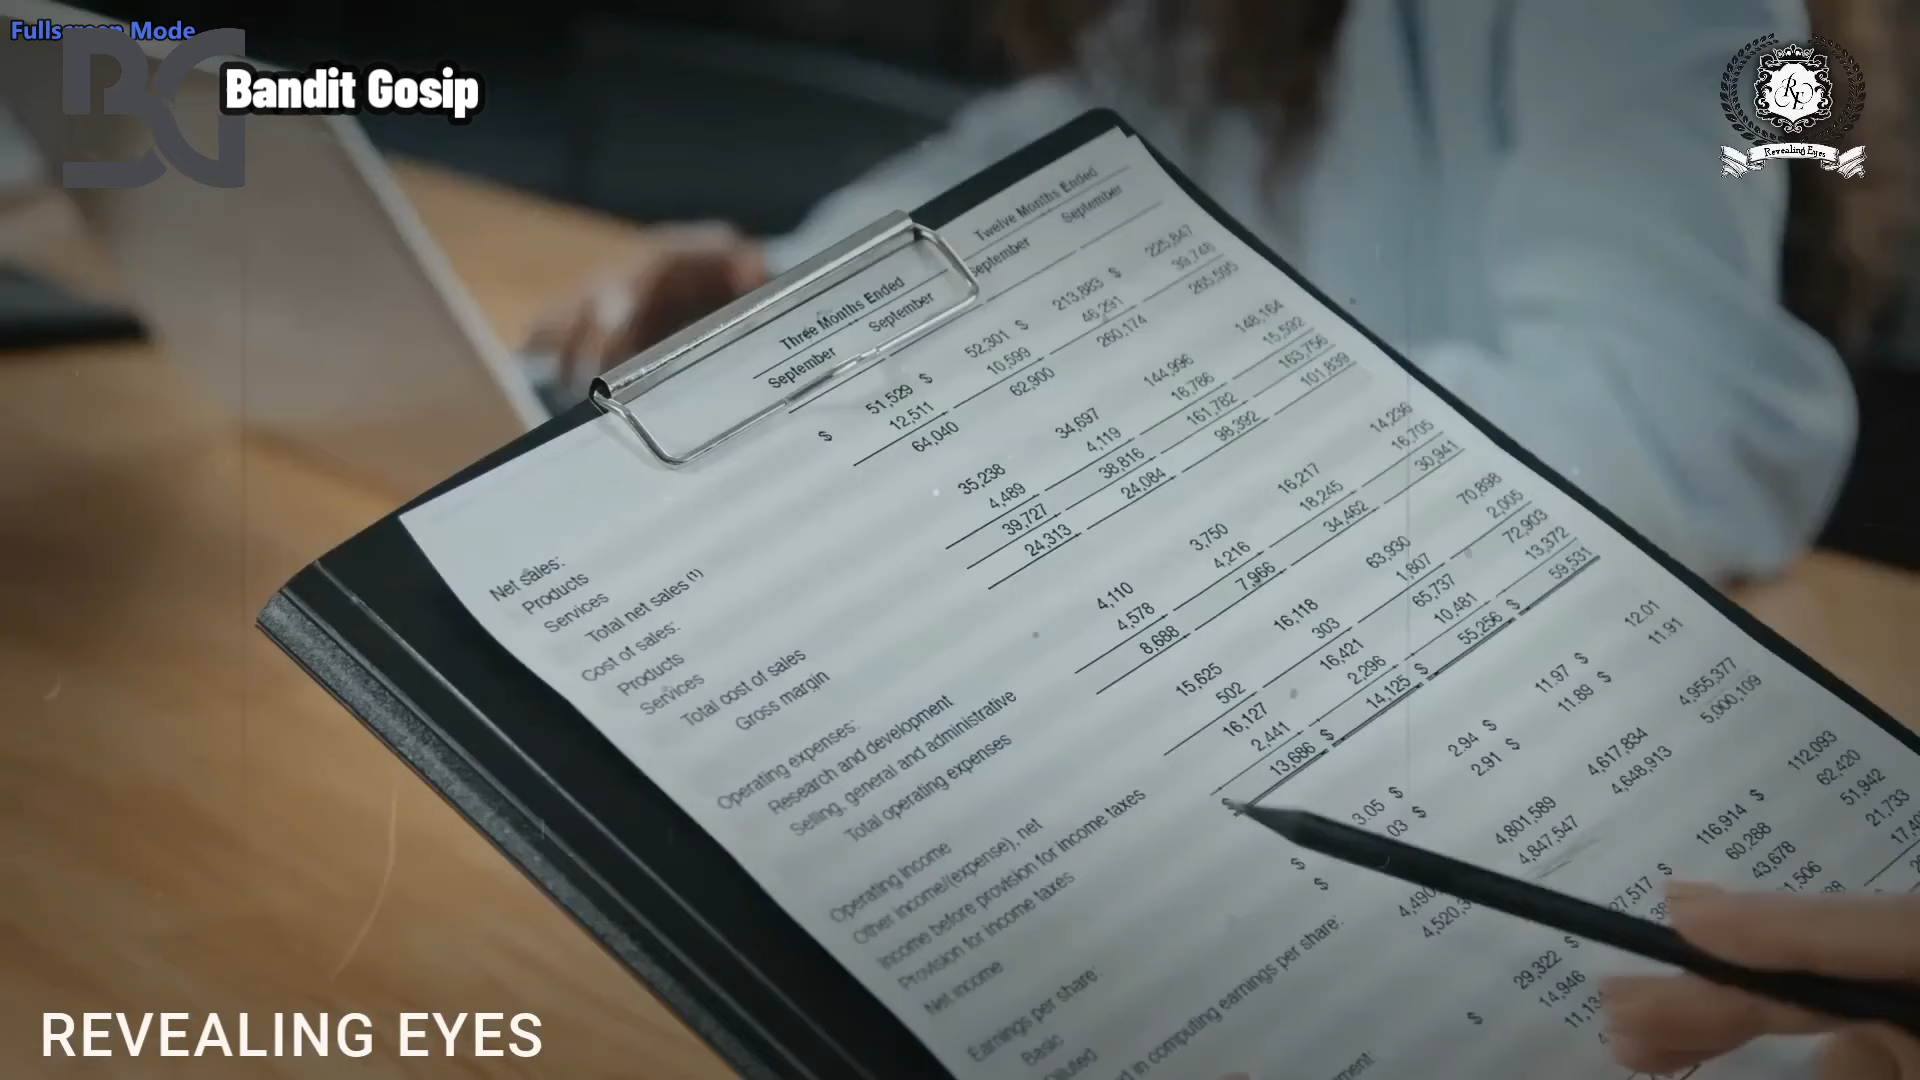 Fullscreen Mode
BG
Bandit Gosip
RE
Revealing Eyes
Three Months Ended
Twelve Months Ended
September
September
September
September
Net sales:
Products $ 51,529 $ 52,301 $ 213,883 $ 225,847
Services 12,511 10,599 46,291 39,748
Total net sales (1) 64,040 62,900 260,174 265,595
Cost of sales:
Products 35,238 34,697 144,996 148,164
Services 4,489 4,119 16,786 15,592
Total cost of sales 39,727 38,816 161,782 163,756
Gross margin 24,313 24,084 98,392 101,839
Operating expenses:
Research and development 4,110 3,750 16,217 14,236
Selling, general and administrative 4,578 4,216 18,245 16,705
Total operating expenses 8,688 7,966 34,462 30,941
Operating income 15,625 16,118 63,930 70,898
Other income/(expense), net 502 303 1,807 2,005
Income before provision for income taxes 16,127 16,421 65,737 72,903
Provision for income taxes 2,441 2,296 10,481 13,372
Net income $ 13,686 $ 14,125 $ 55,256 $ 59,531
Earnings per share:
Basic $ 3.05 $ 2.94 $ 11.97 $ 12.01
Diluted $ 03 $ 2.91 $ 11.89 $ 11.91
in computing earnings per share:
4,801,589 4,617,834 4,955,377
4,847,547 4,648,913 5,000,109
$ 29,322 $ $ 116,914 $ 112,093
14,946 60,288 62,420
43,678 51,942
21,733
REVEALING EYES